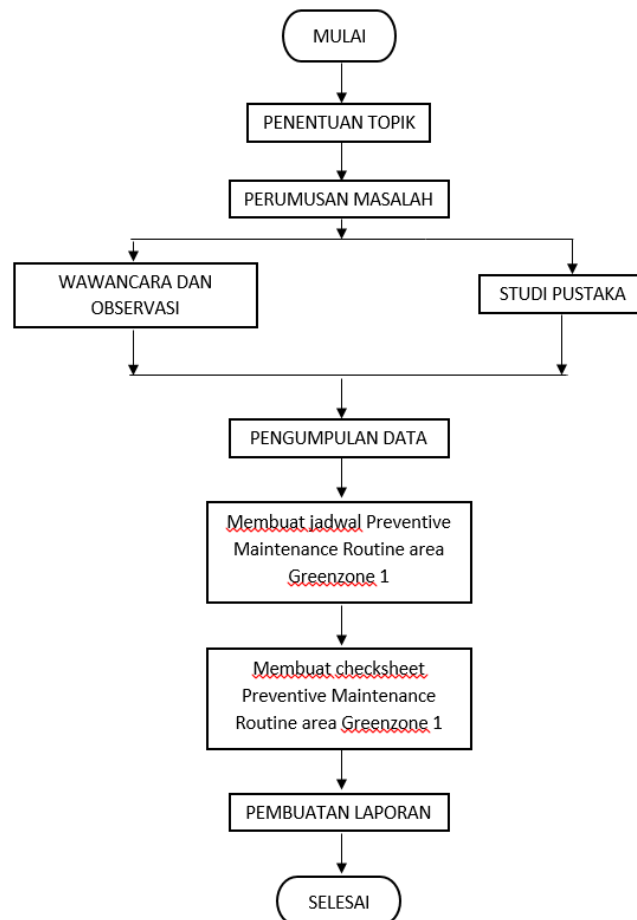 MULAI
PENENTUAN TOPIK
PERUMUSAN MASALAH
WAWANCARA DAN
OBSERVASI
STUDI PUSTAKA
PENGUMPULAN DATA
Membuat jadwal Preventive
Maintenance Routine area
Greenzone 1
Membuat checksheet
Preventive Maintenance
Routine area Greenzone 1
PEMBUATAN LAPORAN
SELESAI